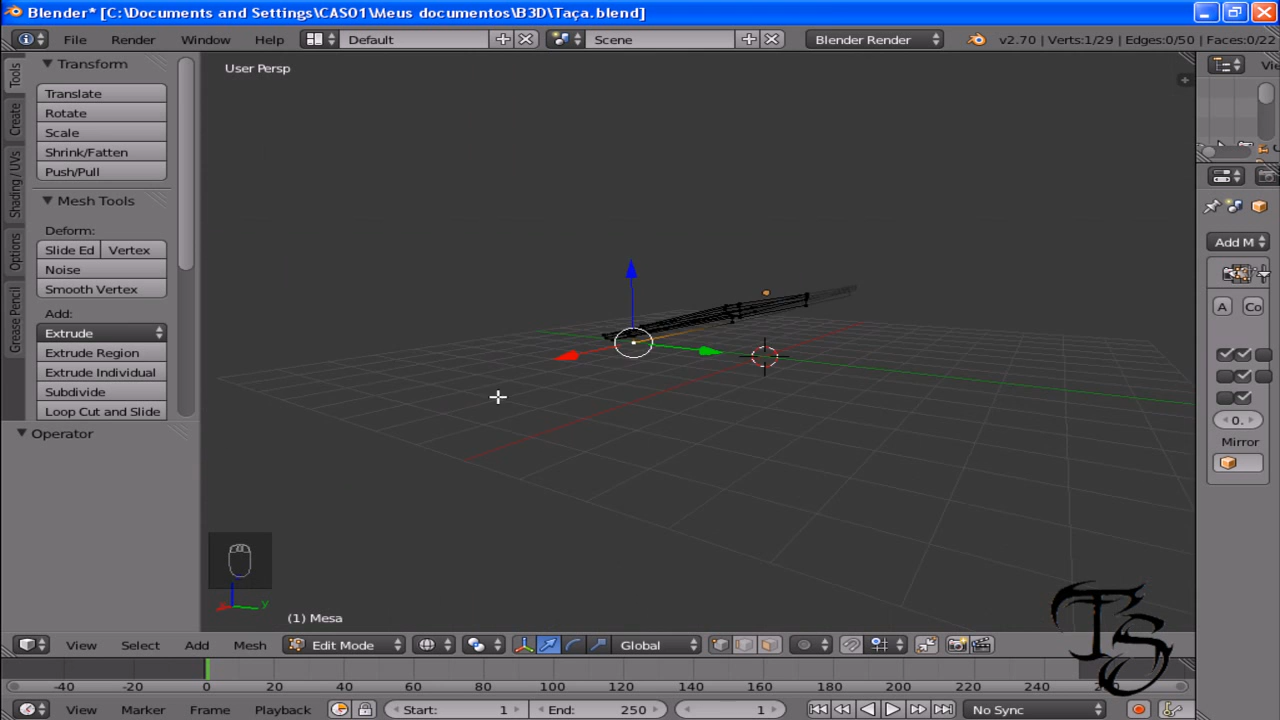 Blender* [C:\Documents and Settings\CAS01\Meus documentos\B3D\Taça.blend]
File Render Window Help Default Scene Blender Render v2.70 | Verts:1/29 | Edges:0/50 | Faces:0/22
Tools
Create
Shading / UVs
Options
Grease Pencil
Transform
Translate
Rotate
Scale
Shrink/Fatten
Push/Pull
Mesh Tools
Deform:
Slide Ed Vertex
Noise
Smooth Vertex
Add:
Extrude
Extrude Region
Extrude Individual
Subdivide
Loop Cut and Slide
Operator
User Persp
y
(1) Mesa
Add M
A Co
0.
Mirror
View Select Add Mesh Edit Mode Global
-40 -20 0 20 40 60 80 100 120 140 160 180 200 220 240
View Marker Frame Playback Start: 1 End: 250 1 No Sync
TS